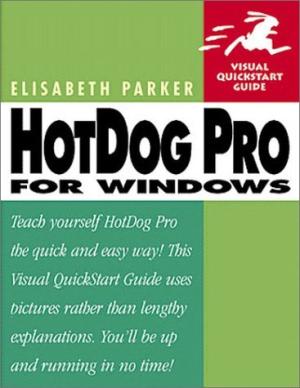 VISUAL
QUICKSTART
GUIDE
ELISABETH PARKER
HOTDOG PRO
FOR WINDOWS
Teach yourself HotDog Pro
the quick and easy way! This
Visual QuickStart Guide uses
pictures rather than lengthy
explanations. You'll be up
and running in no time!